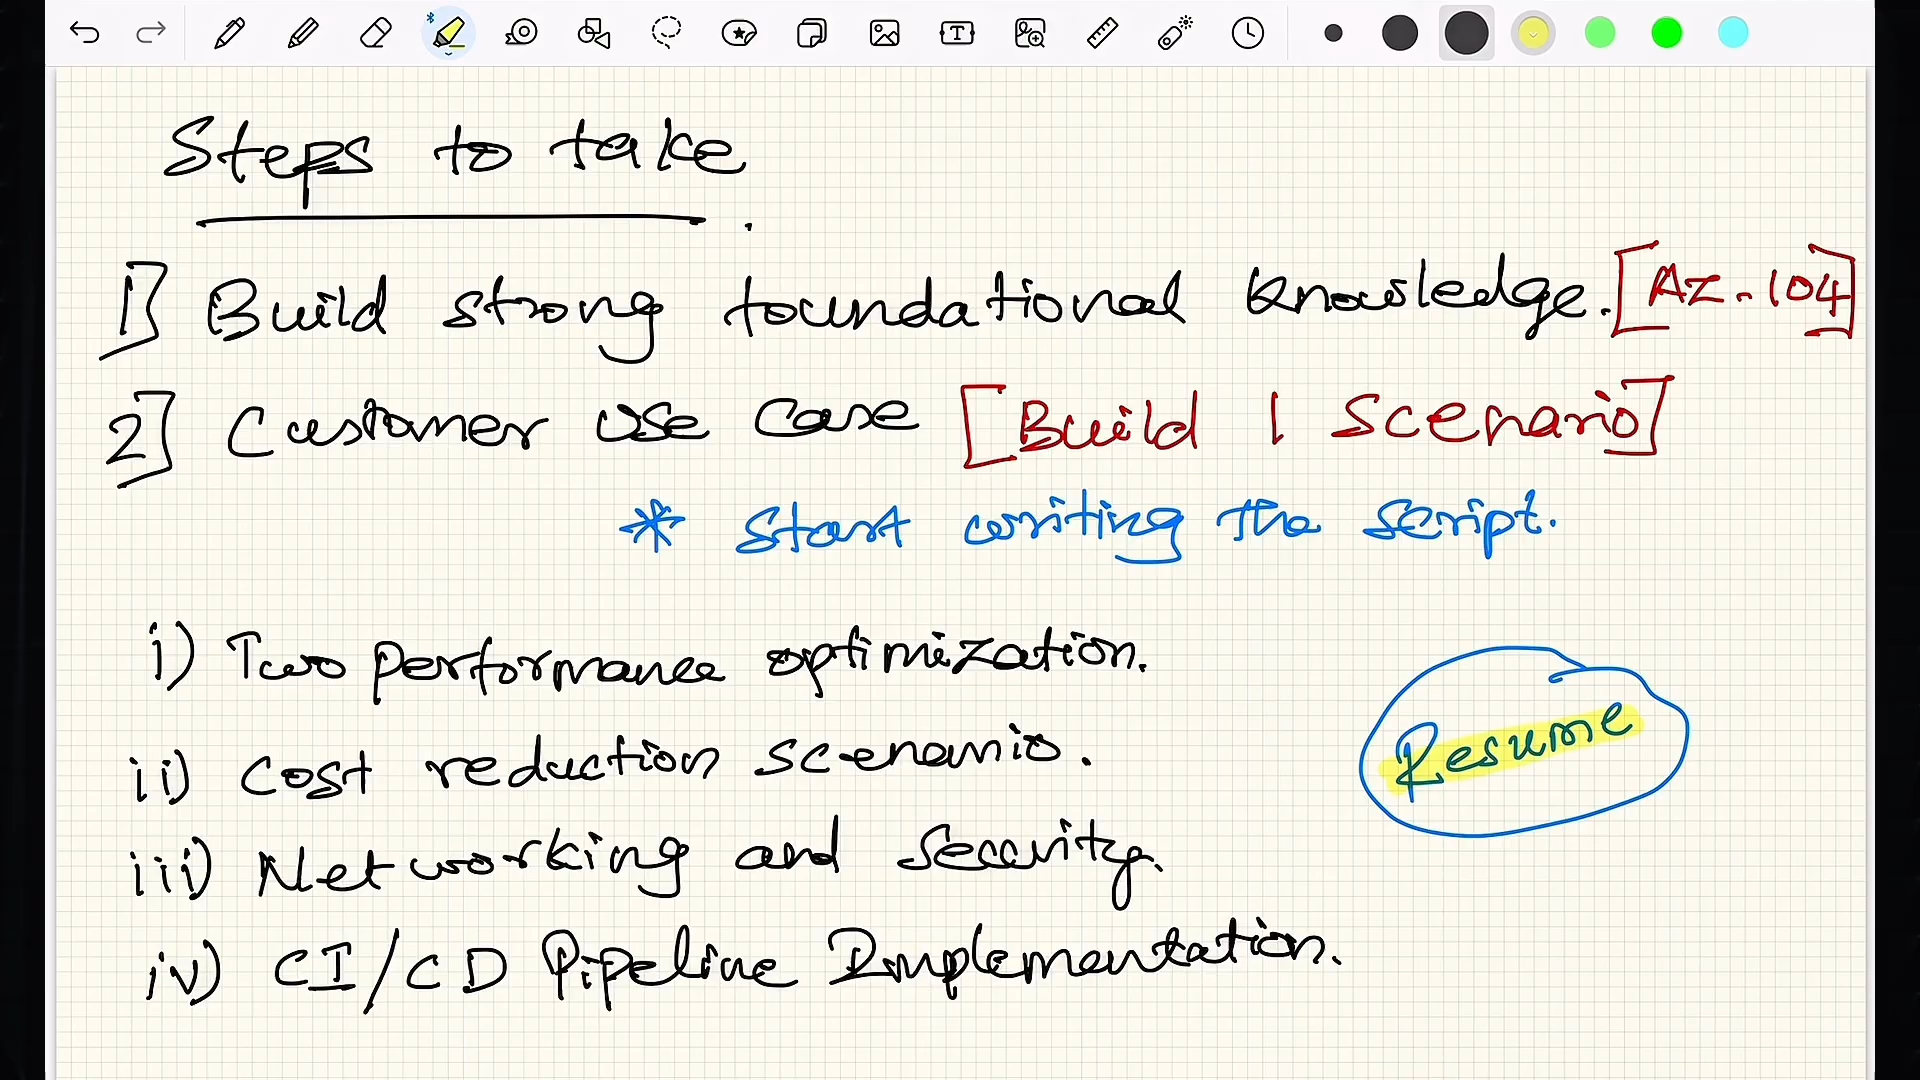 Steps to take.
1] Build strong foundational knowledge. [AZ-104]
2] Customer use case [Build 1 scenario]
* Start writing the script.
i) Two performance optimization.
ii) Cost reduction scenario.
Resume
iii) Networking and security.
iv) CI/CD Pipeline Implementation.